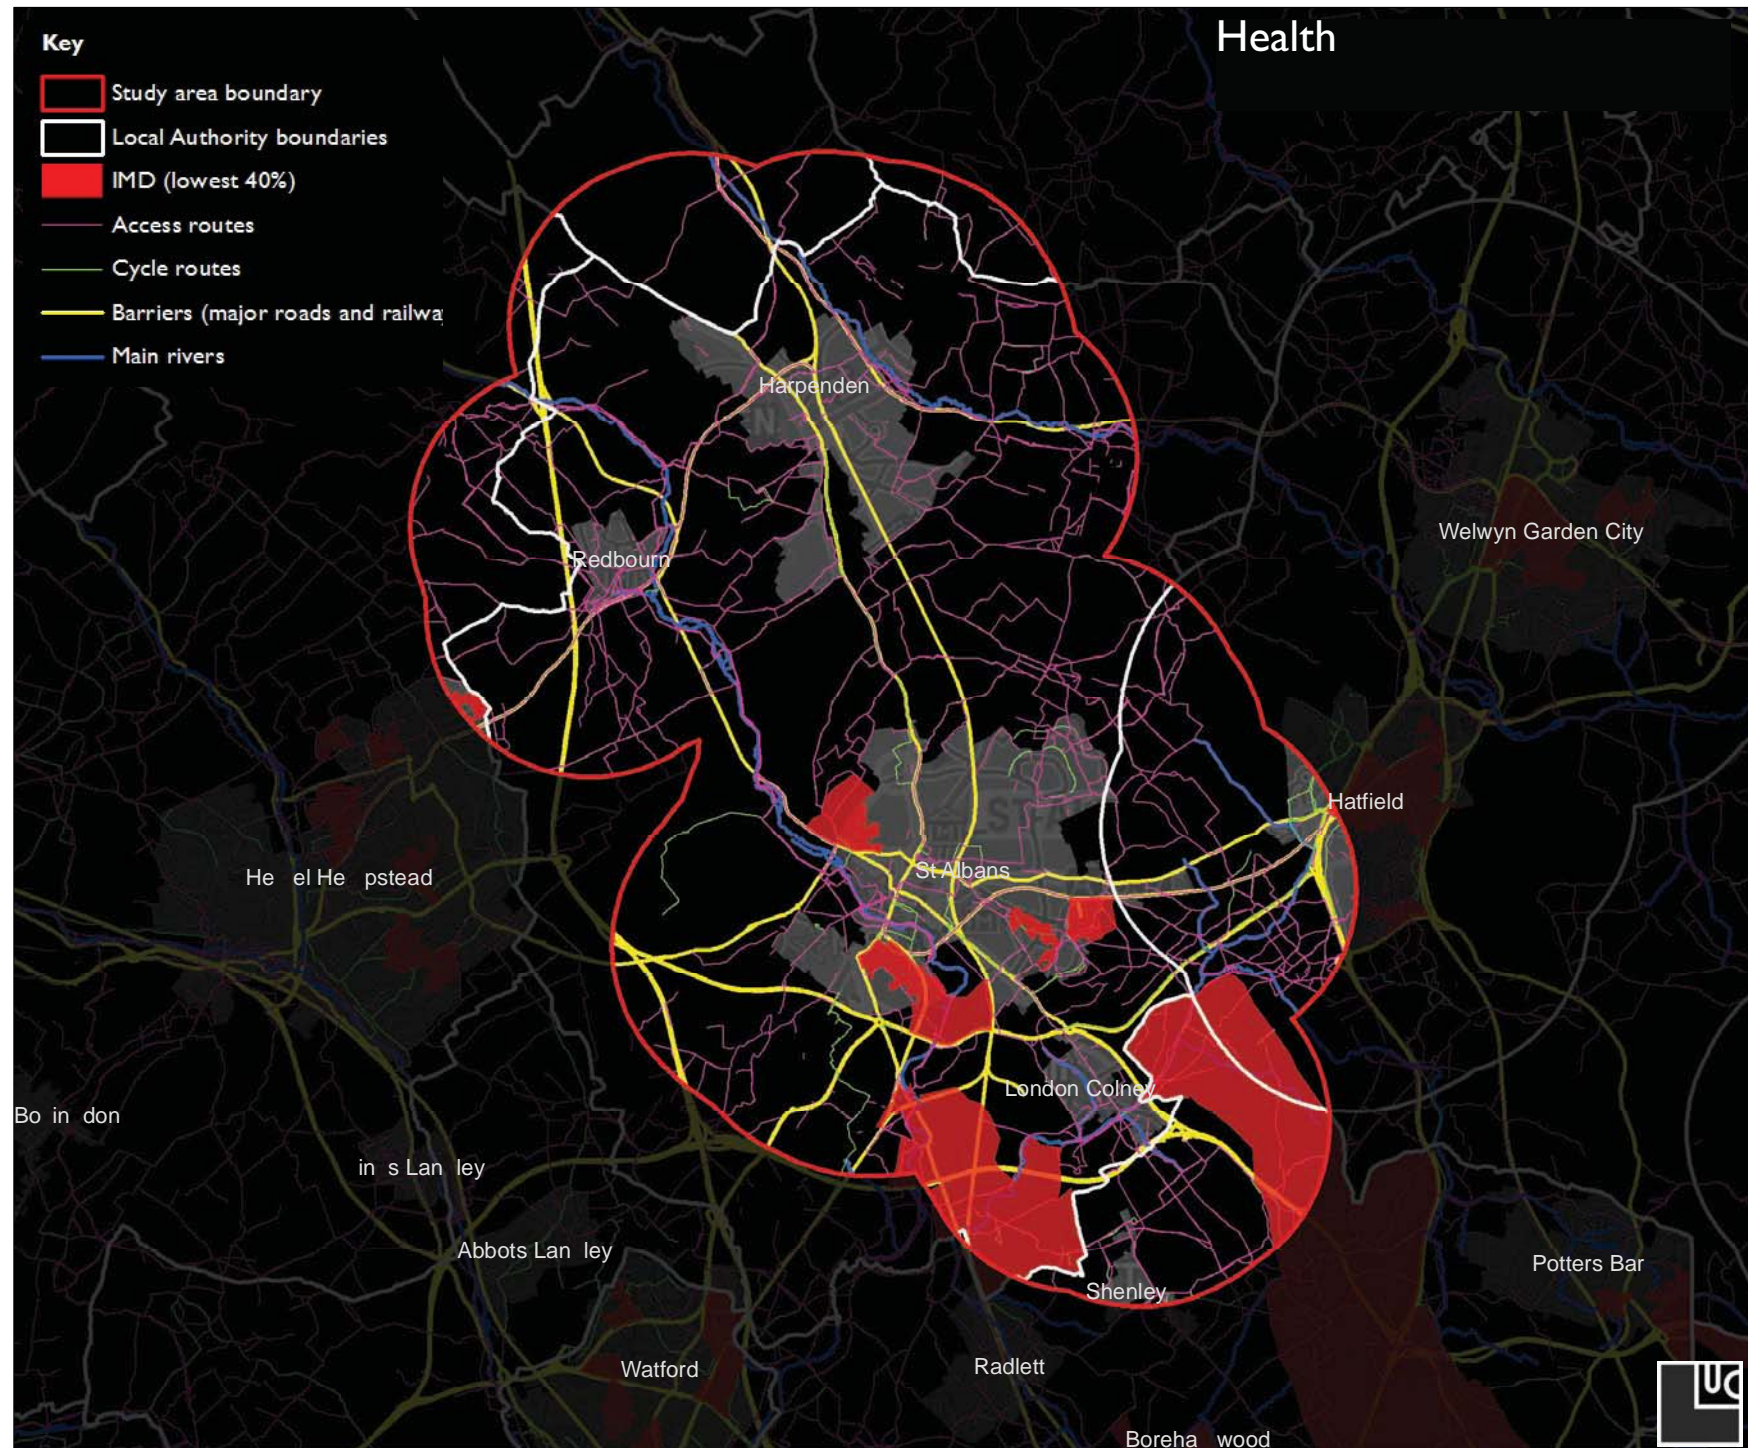 Health
Key
Study area boundary
Local Authority boundaries
IMD (lowest 40%)
Access routes
Cycle routes
Barriers (major roads and railwa
Main rivers
Harpenden
Welwyn Garden City
Redbourn
Hatfield
St Albans
He el He pstead
London Colney
Bo in don
in s Lan ley
Abbots Lan ley
Potters Bar
Shenley
Watford
Radlett
Boreha wood